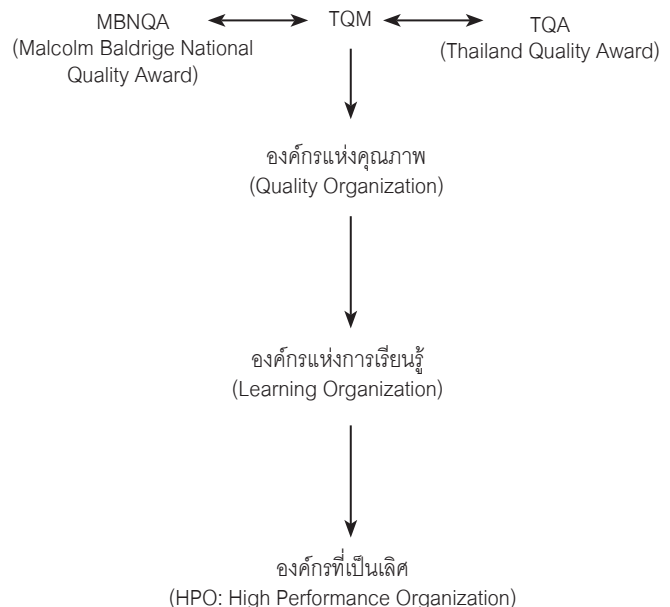 MBNQA
(Malcolm Baldrige National
Quality Award)
TQM
TQA
(Thailand Quality Award)
องค์กรแห่งคุณภาพ
(Quality Organization)
องค์กรแห่งการเรียนรู้
(Learning Organization)
องค์กรที่เป็นเลิศ
(HPO: High Performance Organization)